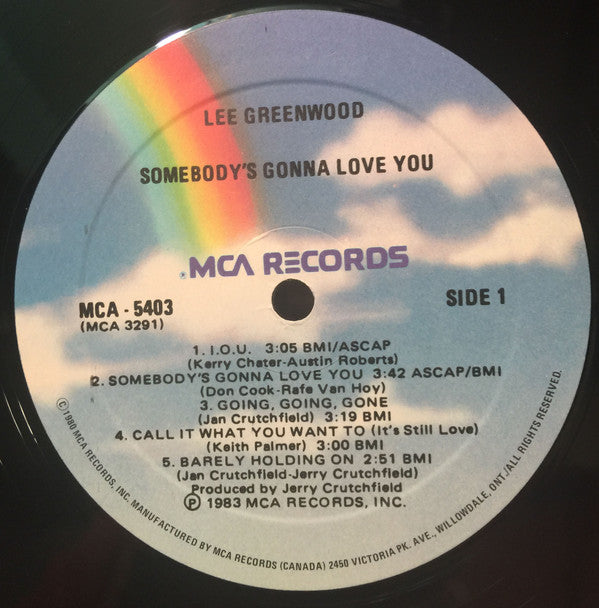 LEE GREENWOOD
SOMEBODY'S GONNA LOVE YOU
MCA RECORDS
MCA - 5403
(MCA 3291)
SIDE 1
1. I.O.U. 3:05 BMI/ASCAP
(Kerry Chater-Austin Roberts)
2. SOMEBODY'S GONNA LOVE YOU 3:42 ASCAP/BMI
(Don Cook-Rafe Van Hoy)
3. GOING, GOING, GONE
(Jan Crutchfield) 3:19 BMI
4. CALL IT WHAT YOU WANT TO (It's Still Love)
(Keith Palmer) 3:00 BMI
5. BARELY HOLDING ON 2:51 BMI
(Jan Crutchfield-Jerry Crutchfield)
Produced by Jerry Crutchfield
Ⓟ 1983 MCA RECORDS, INC.
©1980 MCA RECORDS, INC. MANUFACTURED BY MCA RECORDS (CANADA) 2450 VICTORIA PK. AVE., WILLOWDALE, ONT./ALL RIGHTS RESERVED.